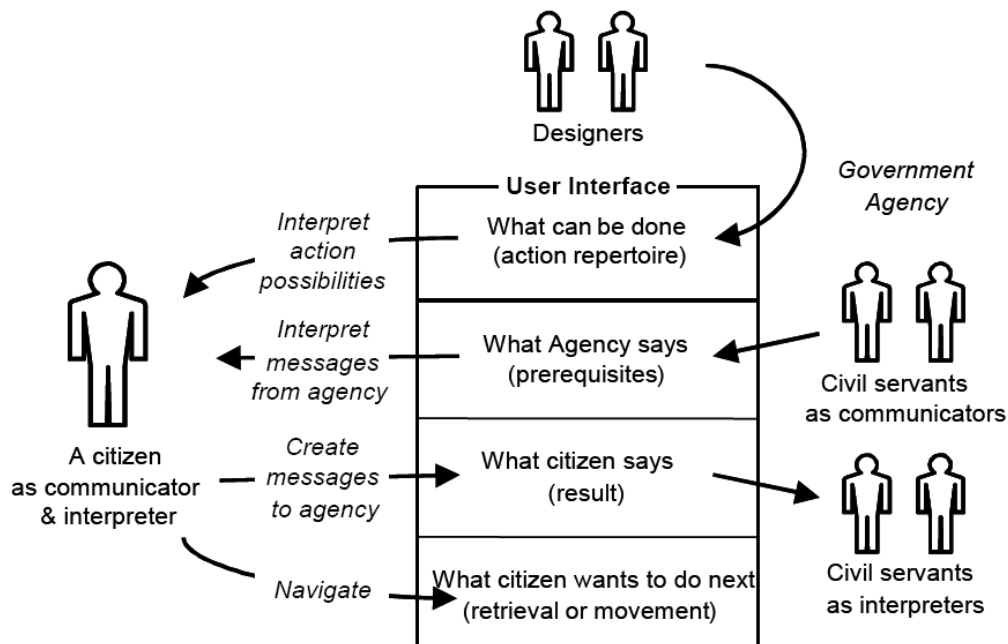 Designers
Government
Agency
User Interface
What can be done
(action repertoire)
Interpret
action
possibilities
What Agency says
(prerequisites)
Interpret
messages
from agency
Civil servants
as communicators
A citizen
as communicator
& interpreter
Create
messages
to agency
What citizen says
(result)
Civil servants
as interpreters
Navigate
What citizen wants to do next
(retrieval or movement)